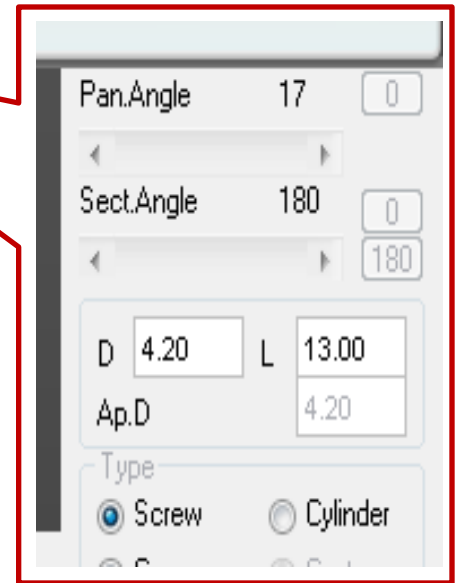 Pan.Angle 17 0
Sect.Angle 180 0
180
D 4.20 L 13.00
Ap.D 4.20
Type
Screw Cylinder